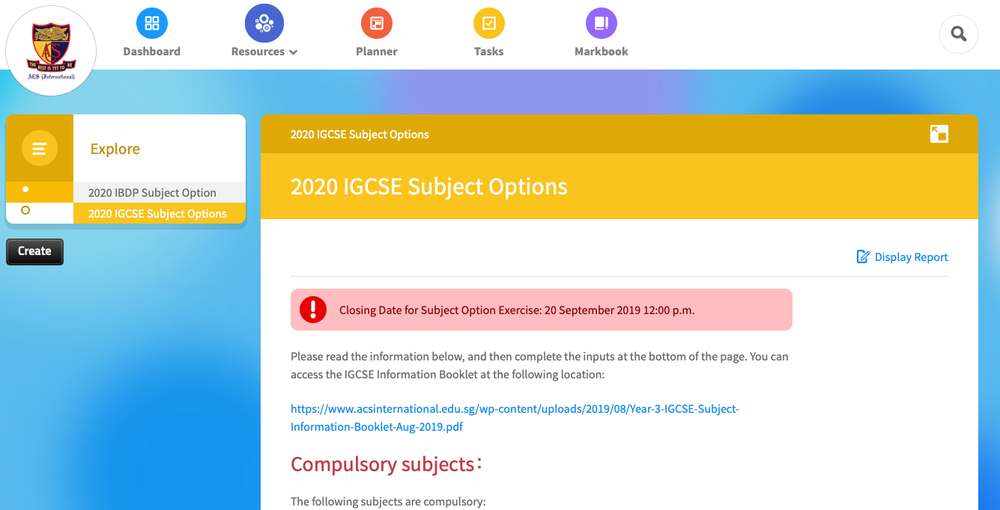 ACS
THE BEST IS YET TO BE
ACS (International)
Dashboard
Resources
Planner
Tasks
Markbook
Explore
2020 IBDP Subject Option
2020 IGCSE Subject Options
Create
2020 IGCSE Subject Options
2020 IGCSE Subject Options
Display Report
Closing Date for Subject Option Exercise: 20 September 2019 12:00 p.m.
Please read the information below, and then complete the inputs at the bottom of the page. You can
access the IGCSE Information Booklet at the following location:
https://www.acsinternational.edu.sg/wp-content/uploads/2019/08/Year-3-IGCSE-Subject-
Information-Booklet-Aug-2019.pdf
Compulsory subjects:
The following subjects are compulsory: